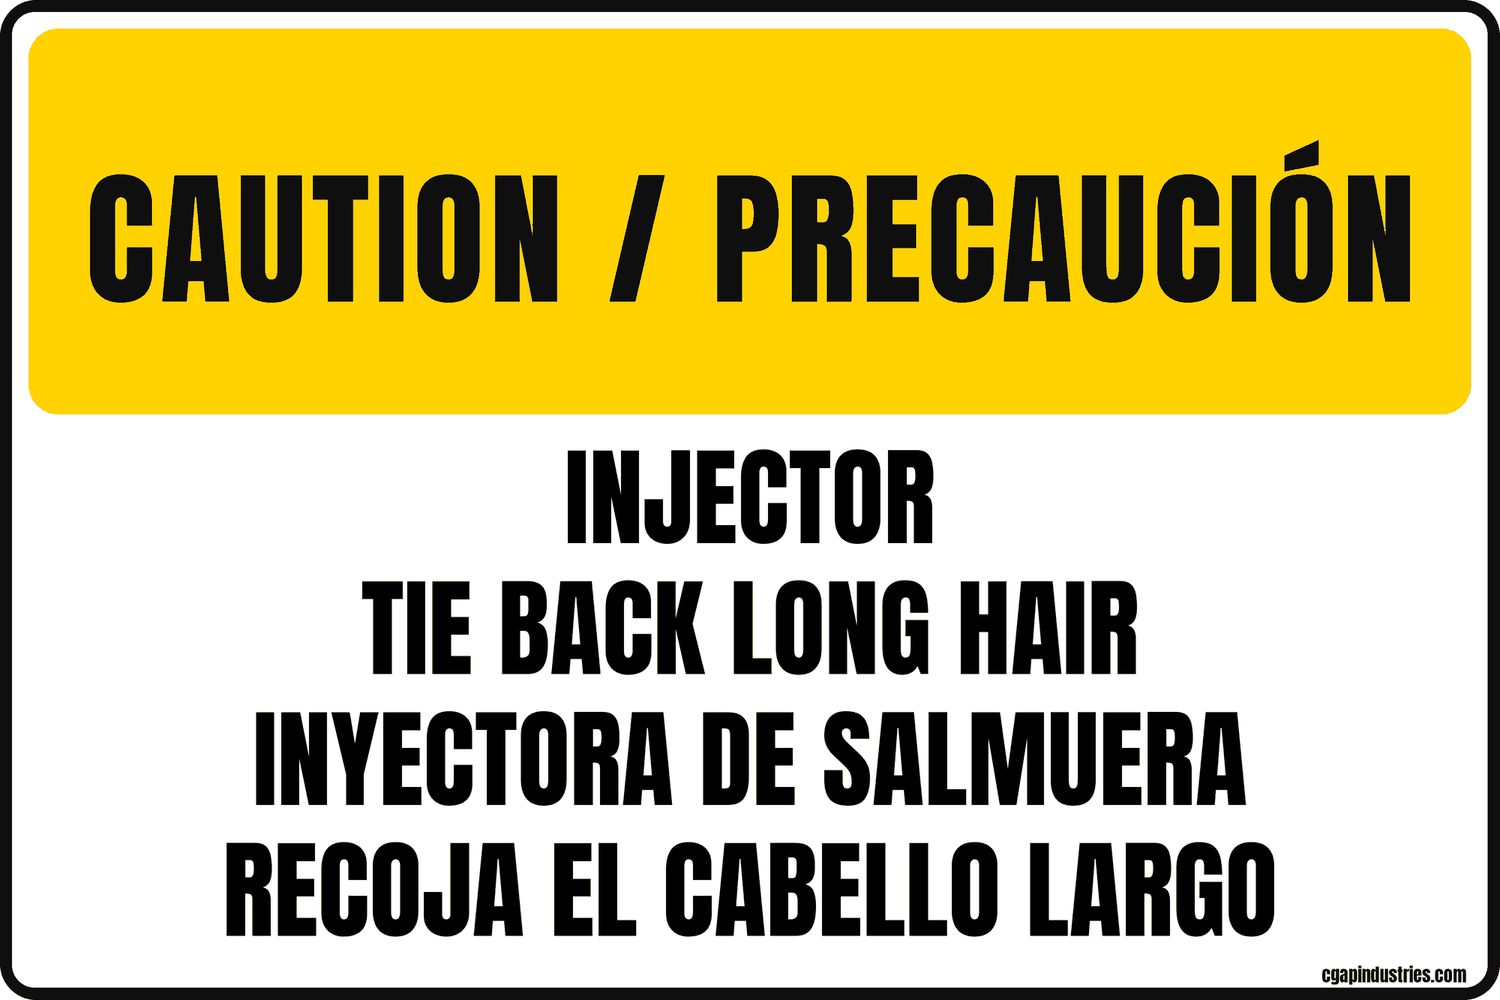 CAUTION / PRECAUCIÓN
INJECTOR
TIE BACK LONG HAIR
INYECTORA DE SALMUERA
RECOJA EL CABELLO LARGO
cgapindustries.com